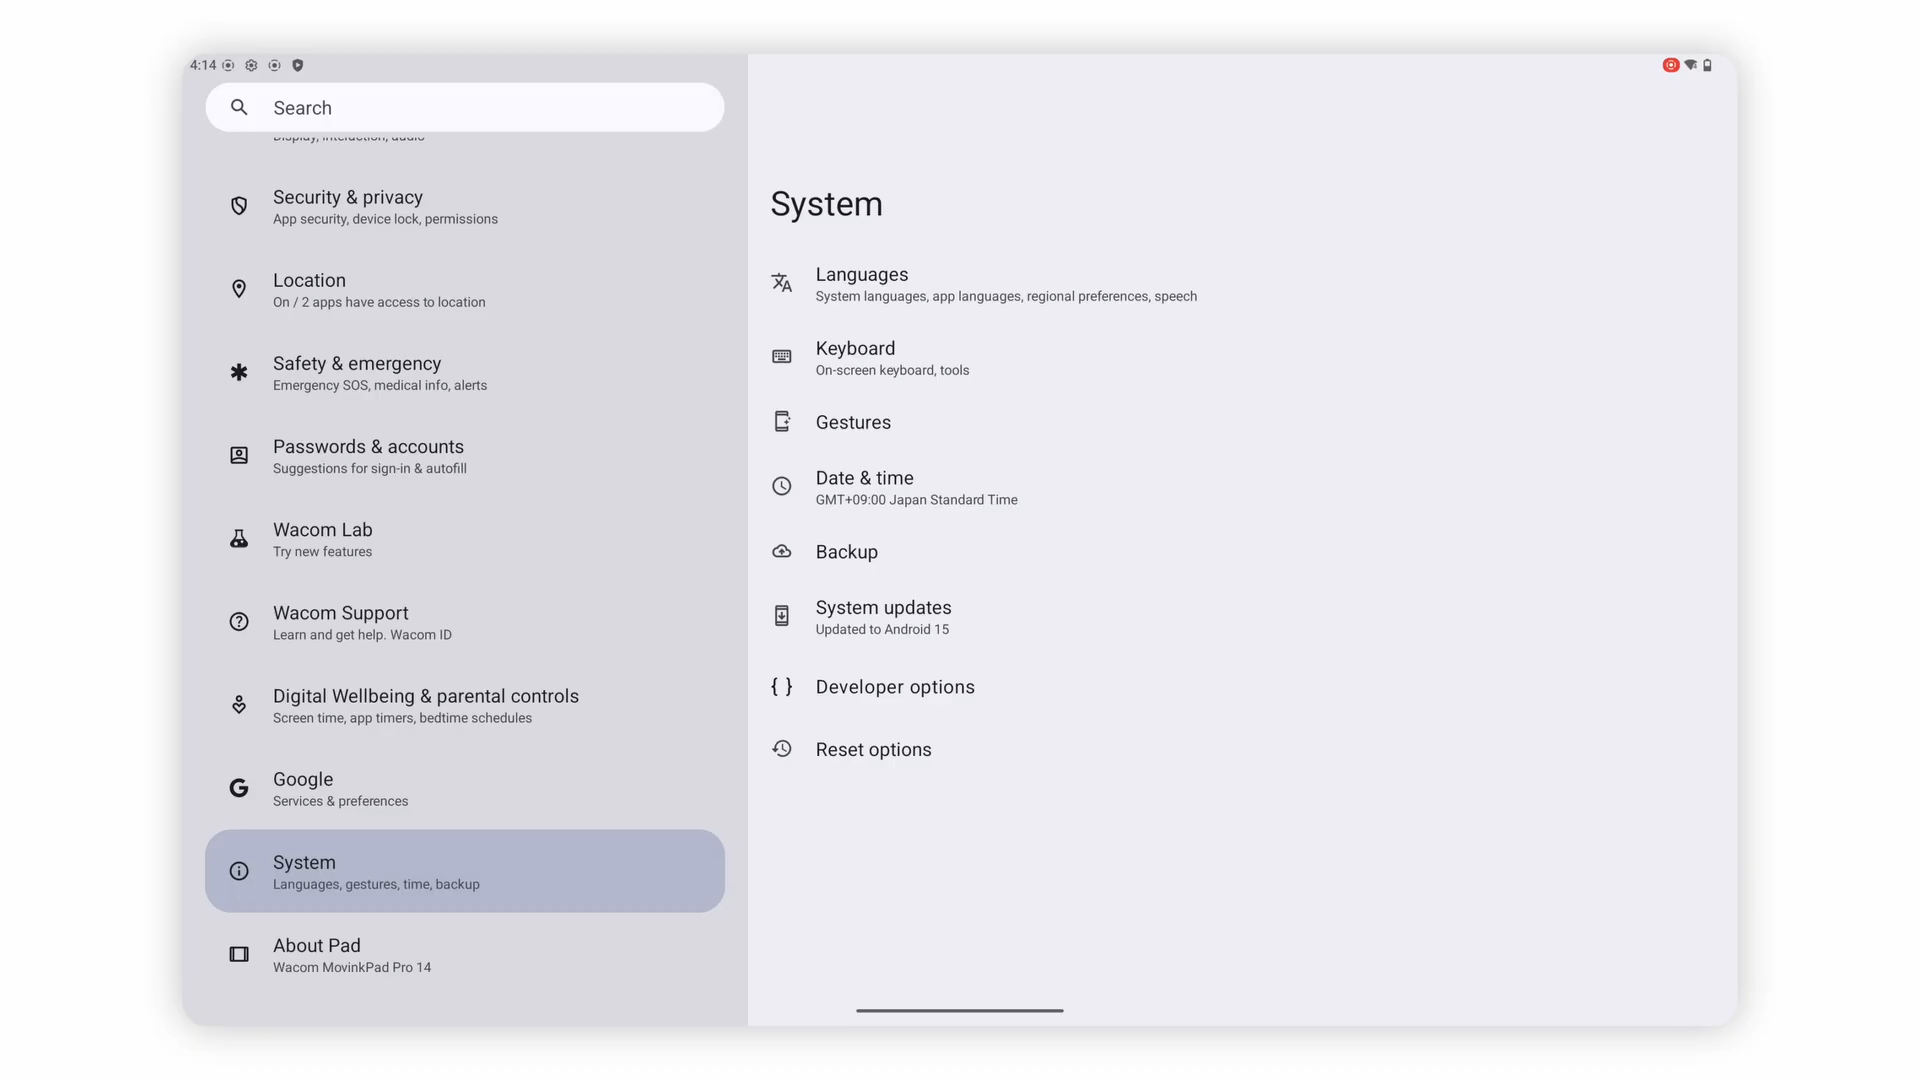 4:14
Search
Display, interaction, audio
Security & privacy
App security, device lock, permissions
Location
On / 2 apps have access to location
Safety & emergency
Emergency SOS, medical info, alerts
Passwords & accounts
Suggestions for sign-in & autofill
Wacom Lab
Try new features
Wacom Support
Learn and get help. Wacom ID
Digital Wellbeing & parental controls
Screen time, app timers, bedtime schedules
Google
Services & preferences
System
Languages, gestures, time, backup
About Pad
Wacom MovinkPad Pro 14
System
Languages
System languages, app languages, regional preferences, speech
Keyboard
On-screen keyboard, tools
Gestures
Date & time
GMT+09:00 Japan Standard Time
Backup
System updates
Updated to Android 15
Developer options
Reset options